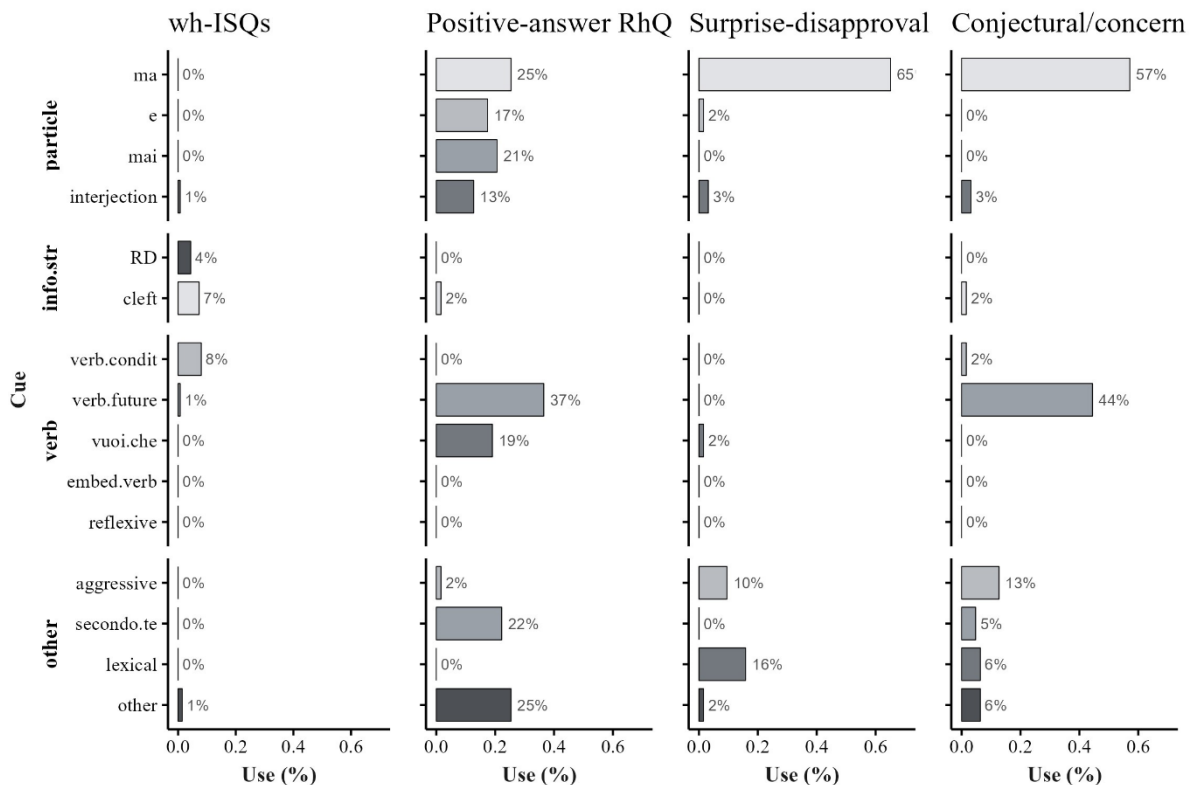 wh-ISQs Positive-answer RhQ Surprise-disapproval Conjectural/concern
Cue
particle
ma 0% 25% 65% 57%
e 0% 17% 2% 0%
mai 0% 21% 0% 0%
interjection 1% 13% 3% 3%
info.str
RD 4% 0% 0% 0%
cleft 7% 2% 0% 2%
verb
verb.condit 8% 0% 0% 2%
verb.future 1% 37% 0% 44%
vuoi.che 0% 19% 2% 0%
embed.verb 0% 0% 0% 0%
reflexive 0% 0% 0% 0%
other
aggressive 0% 2% 10% 13%
secondo.te 0% 22% 0% 5%
lexical 0% 0% 16% 6%
other 1% 25% 2% 6%
0.0 0.2 0.4 0.6 0.0 0.2 0.4 0.6 0.0 0.2 0.4 0.6 0.0 0.2 0.4 0.6
Use (%) Use (%) Use (%) Use (%)